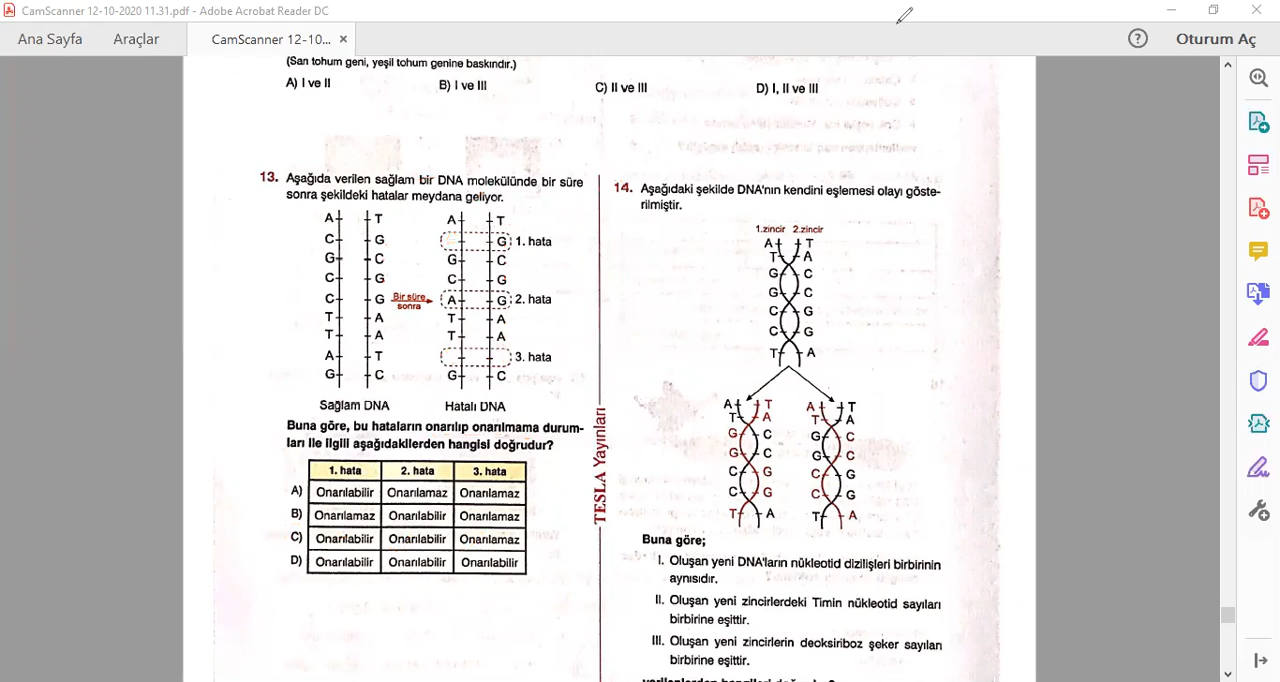 CamScanner 12-10-2020 11.31.pdf - Adobe Acrobat Reader DC
Ana Sayfa Araçlar CamScanner 12-10... × ? Oturum Aç
(Sarı tohum geni, yeşil tohum genine baskındır.)
A) I ve II B) I ve III C) II ve III D) I, II ve III
13. Aşağıda verilen sağlam bir DNA molekülünde bir süre
sonra şekildeki hatalar meydana geliyor.
A T A T
C G G 1. hata
G C G C
C G C G
C G Bir süre sonra A G 2. hata
T A T A
T A T A
A T 3. hata
G C G C
Sağlam DNA Hatalı DNA
Buna göre, bu hataların onarılıp onarılmama durum-
ları ile ilgili aşağıdakilerden hangisi doğrudur?
1. hata 2. hata 3. hata
A) Onarılabilir Onarılamaz Onarılamaz
B) Onarılamaz Onarılabilir Onarılamaz
C) Onarılabilir Onarılabilir Onarılamaz
D) Onarılabilir Onarılabilir Onarılabilir
TESLA Yayınları
14. Aşağıdaki şekilde DNA'nın kendini eşlemesi olayı göste-
rilmiştir.
1.zincir 2.zincir
A T
T A
G C
G C
C G
C G
T A
A T A T
T A T A
G C G C
G C G C
C G C G
C G C G
T A T A
Buna göre;
I. Oluşan yeni DNA'ların nükleotid dizilişleri birbirinin
aynısıdır.
II. Oluşan yeni zincirlerdeki Timin nükleotid sayıları
birbirine eşittir.
III. Oluşan yeni zincirlerin deoksiriboz şeker sayıları
birbirine eşittir.